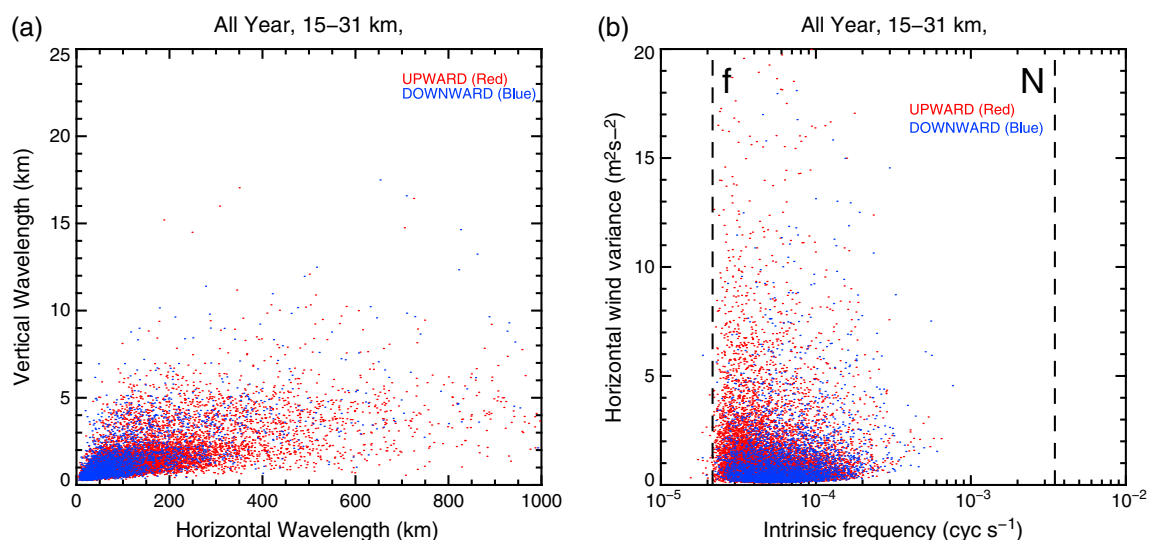 (a)
All Year, 15–31 km,
UPWARD (Red)
DOWNWARD (Blue)
Vertical Wavelength (km)
25
20
15
10
5
0
0
200
400
600
800
1000
Horizontal Wavelength (km)
(b)
All Year, 15–31 km,
f
N
UPWARD (Red)
DOWNWARD (Blue)
Horizontal wind variance (m²s–2)
20
15
10
5
0
10⁻⁵
10⁻⁴
10⁻³
10⁻²
Intrinsic frequency (cyc s⁻¹)